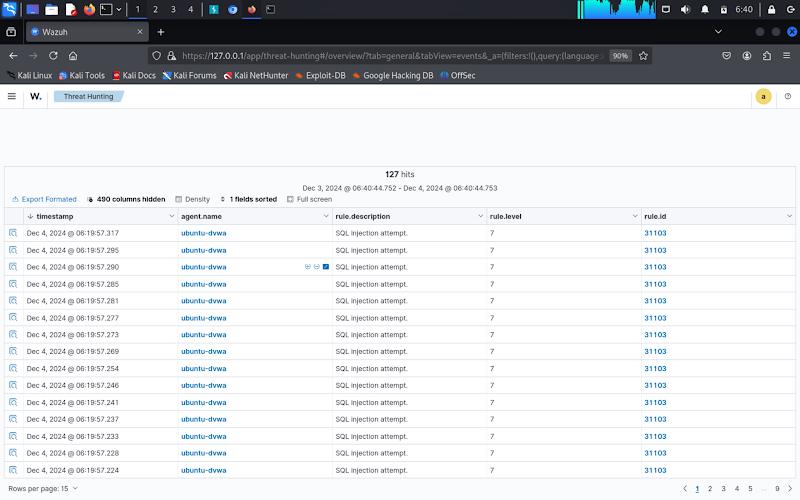 1 2 3 4 6:40
Wazuh
https://127.0.0.1/app/threat-hunting#/overview/?tab=general&tabView=events&_a=(filters:!(),query:(language: 90%
Kali Linux Kali Tools Kali Docs Kali Forums Kali NetHunter Exploit-DB Google Hacking DB OffSec
W. Threat Hunting a
127 hits
Dec 3, 2024 @ 06:40:44.752 - Dec 4, 2024 @ 06:40:44.753
Export Formated 490 columns hidden Density 1 fields sorted Full screen
timestamp agent.name rule.description rule.level rule.id
Dec 4, 2024 @ 06:19:57.317 ubuntu-dvwa SQL injection attempt. 7 31103
Dec 4, 2024 @ 06:19:57.295 ubuntu-dvwa SQL injection attempt. 7 31103
Dec 4, 2024 @ 06:19:57.290 ubuntu-dvwa SQL injection attempt. 7 31103
Dec 4, 2024 @ 06:19:57.285 ubuntu-dvwa SQL injection attempt. 7 31103
Dec 4, 2024 @ 06:19:57.281 ubuntu-dvwa SQL injection attempt. 7 31103
Dec 4, 2024 @ 06:19:57.277 ubuntu-dvwa SQL injection attempt. 7 31103
Dec 4, 2024 @ 06:19:57.273 ubuntu-dvwa SQL injection attempt. 7 31103
Dec 4, 2024 @ 06:19:57.269 ubuntu-dvwa SQL injection attempt. 7 31103
Dec 4, 2024 @ 06:19:57.254 ubuntu-dvwa SQL injection attempt. 7 31103
Dec 4, 2024 @ 06:19:57.246 ubuntu-dvwa SQL injection attempt. 7 31103
Dec 4, 2024 @ 06:19:57.241 ubuntu-dvwa SQL injection attempt. 7 31103
Dec 4, 2024 @ 06:19:57.237 ubuntu-dvwa SQL injection attempt. 7 31103
Dec 4, 2024 @ 06:19:57.233 ubuntu-dvwa SQL injection attempt. 7 31103
Dec 4, 2024 @ 06:19:57.228 ubuntu-dvwa SQL injection attempt. 7 31103
Dec 4, 2024 @ 06:19:57.224 ubuntu-dvwa SQL injection attempt. 7 31103
Rows per page: 15 1 2 3 4 5 ... 9